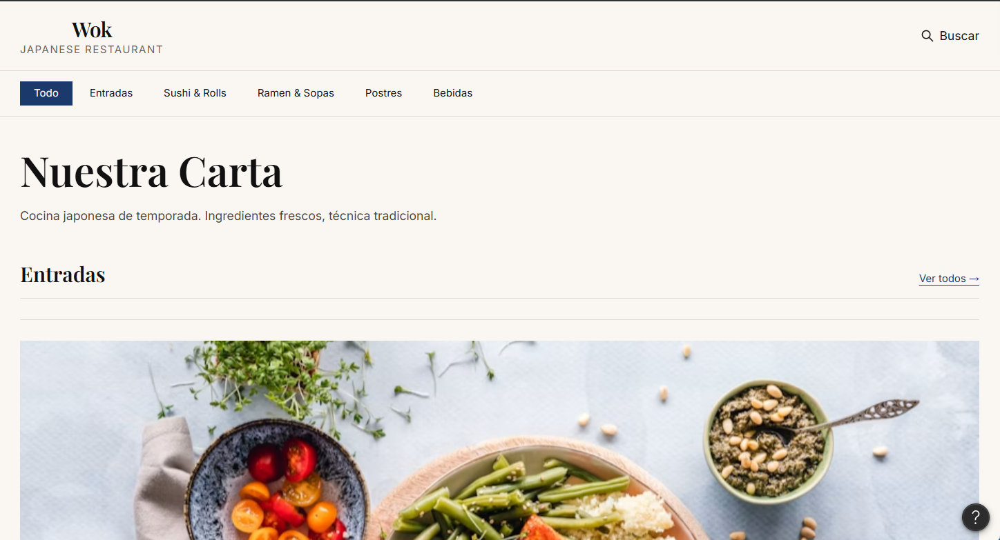 Wok
JAPANESE RESTAURANT
Buscar
Todo Entradas Sushi & Rolls Ramen & Sopas Postres Bebidas
Nuestra Carta
Cocina japonesa de temporada. Ingredientes frescos, técnica tradicional.
Entradas
Ver todos →
?